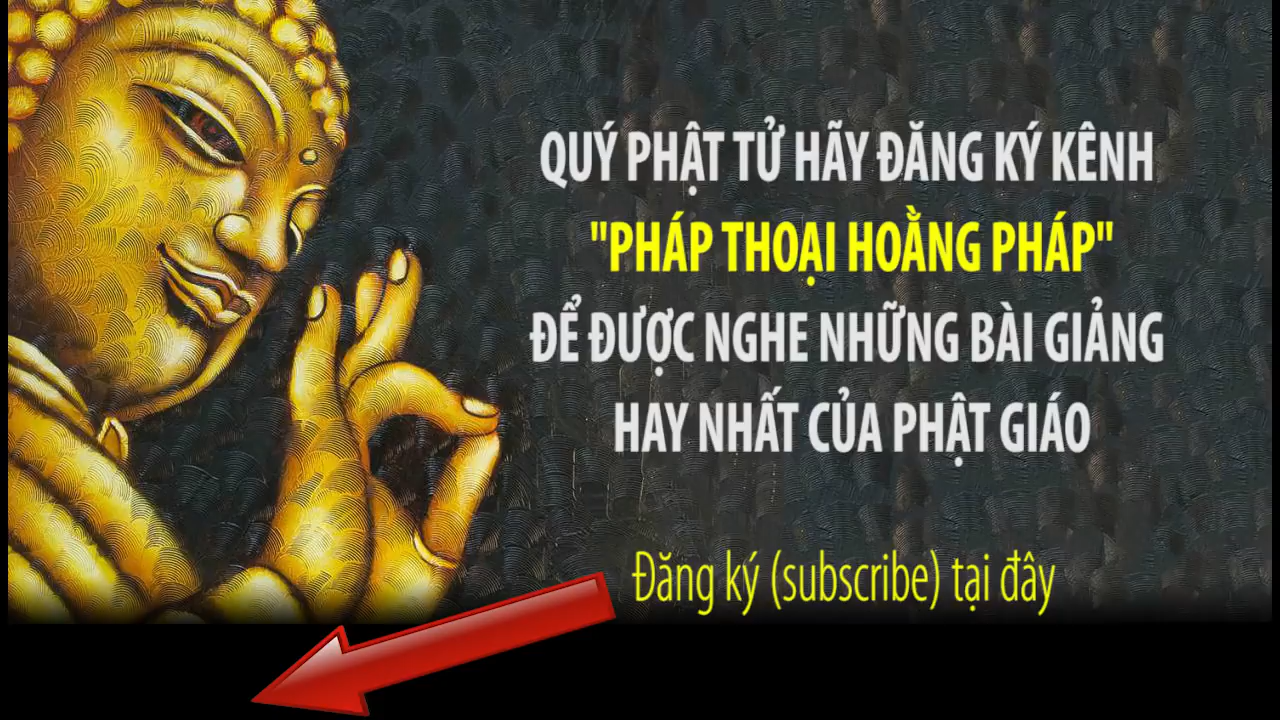 QUÝ PHẬT TỬ HÃY ĐĂNG KÝ KÊNH
"PHÁP THOẠI HOẰNG PHÁP"
ĐỂ ĐƯỢC NGHE NHỮNG BÀI GIẢNG
HAY NHẤT CỦA PHẬT GIÁO
Đăng ký (subscribe) tại đây